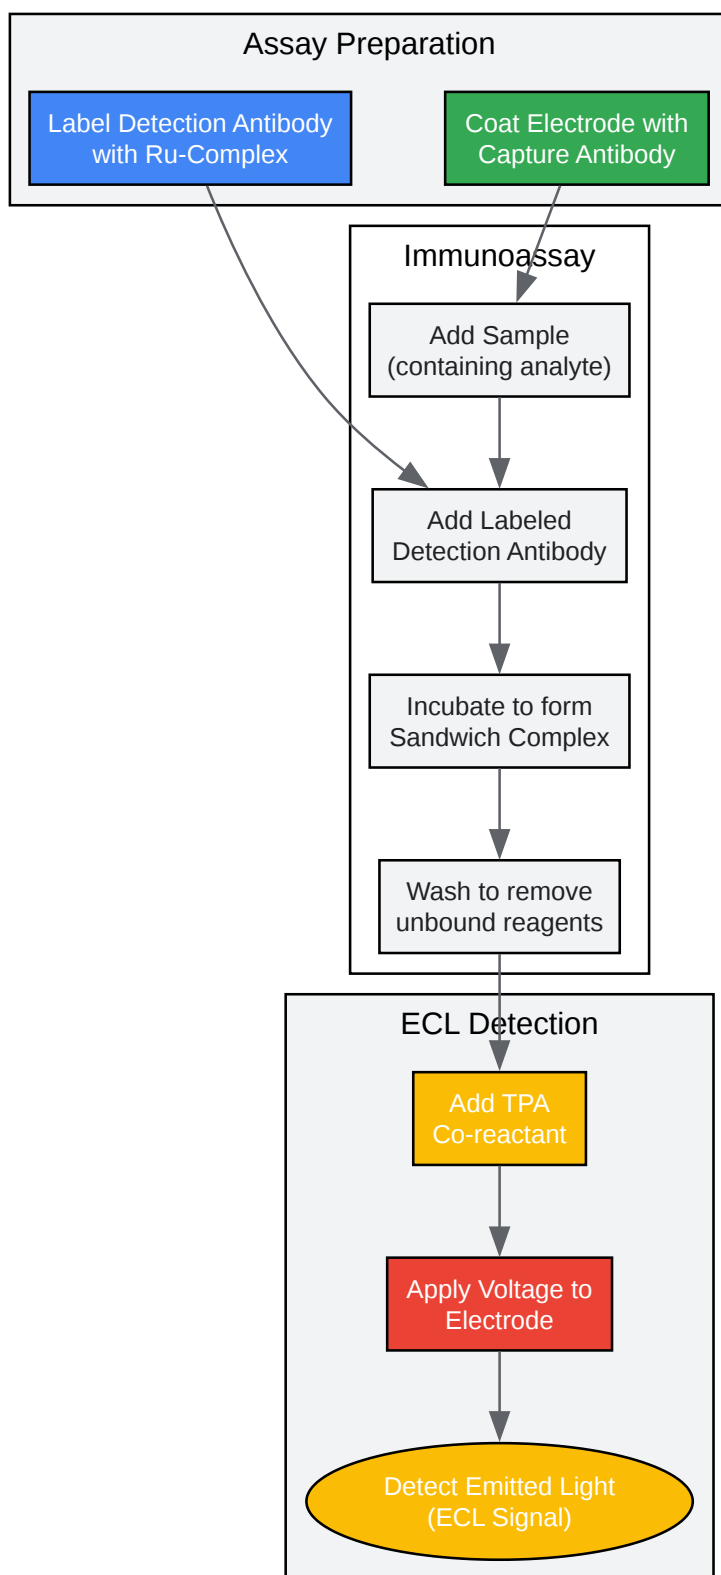 Assay Preparation
Label Detection Antibody
with Ru-Complex
Coat Electrode with
Capture Antibody
Immunoassay
Add Sample
(containing analyte)
Add Labeled
Detection Antibody
Incubate to form
Sandwich Complex
Wash to remove
unbound reagents
ECL Detection
Add TPA
Co-reactant
Apply Voltage to
Electrode
Detect Emitted Light
(ECL Signal)